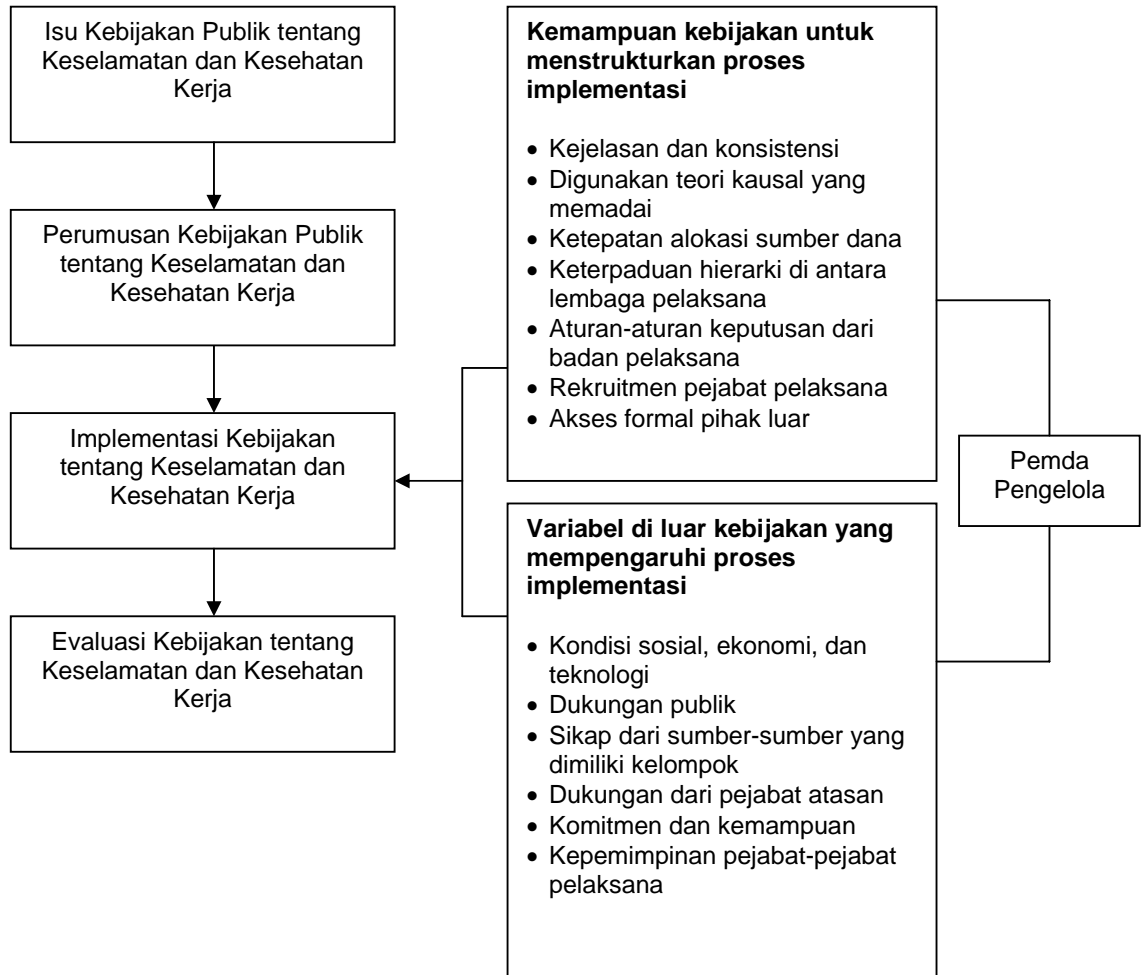 Isu Kebijakan Publik tentang
Keselamatan dan Kesehatan
Kerja
Perumusan Kebijakan Publik
tentang Keselamatan dan
Kesehatan Kerja
Implementasi Kebijakan
tentang Keselamatan dan
Kesehatan Kerja
Evaluasi Kebijakan tentang
Keselamatan dan Kesehatan
Kerja
Kemampuan kebijakan untuk
menstrukturkan proses
implementasi
• Kejelasan dan konsistensi
• Digunakan teori kausal yang
memadai
• Ketepatan alokasi sumber dana
• Keterpaduan hierarki di antara
lembaga pelaksana
• Aturan-aturan keputusan dari
badan pelaksana
• Rekruitmen pejabat pelaksana
• Akses formal pihak luar
Variabel di luar kebijakan yang
mempengaruhi proses
implementasi
• Kondisi sosial, ekonomi, dan
teknologi
• Dukungan publik
• Sikap dari sumber-sumber yang
dimiliki kelompok
• Dukungan dari pejabat atasan
• Komitmen dan kemampuan
• Kepemimpinan pejabat-pejabat
pelaksana
Pemda
Pengelola